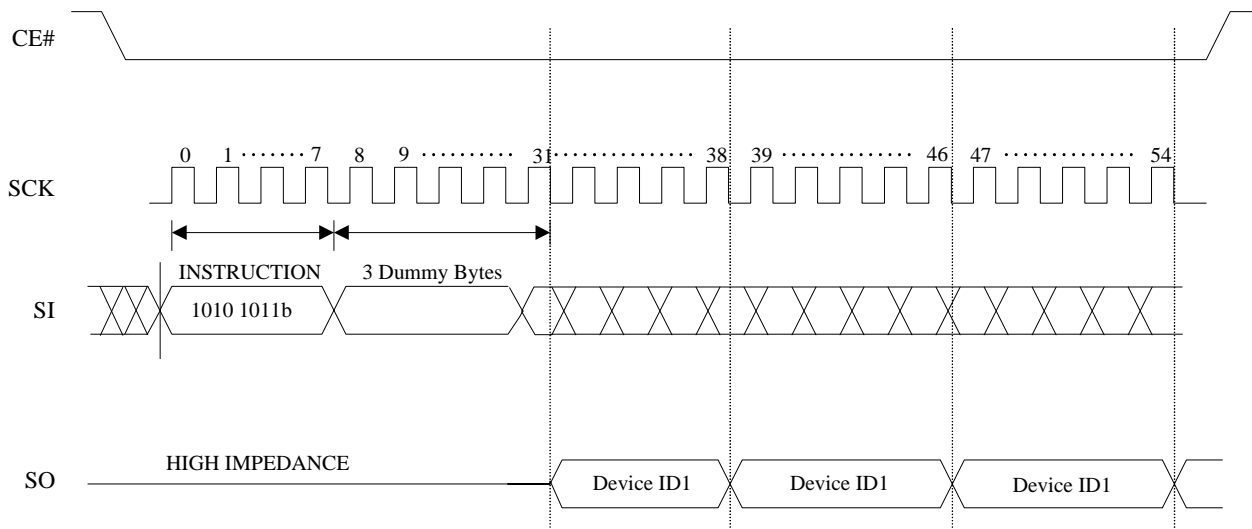 CE#
0 1 ······· 7 8 9 ·········· 31 ·············· 38 39 ············ 46 47 ············ 54
SCK
INSTRUCTION 3 Dummy Bytes
SI 1010 1011b
HIGH IMPEDANCE
SO Device ID1 Device ID1 Device ID1